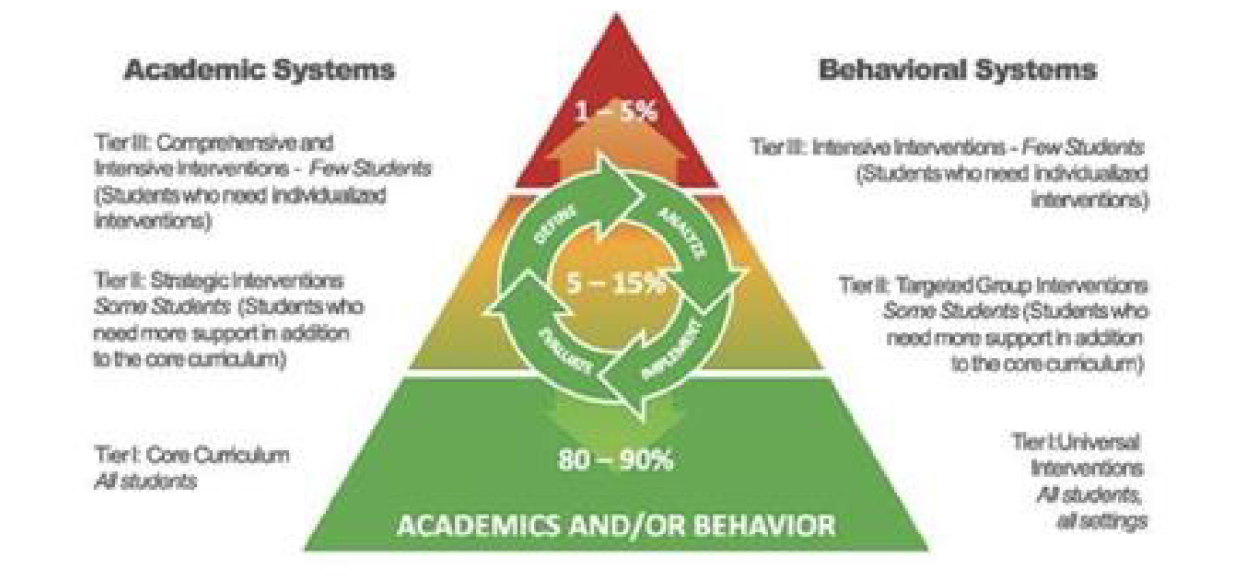 Academic Systems
Tier III: Comprehensive and
Intensive Interventions - Few Students
(Students who need individualized
interventions)
Tier II: Strategic Interventions
Some Students (Students who
need more support in addition
to the core curriculum)
Tier I: Core Curriculum
All students
1 – 5%
DEFINE
ANALYZE
5 – 15%
EVALUATE
IMPLEMENT
80 – 90%
ACADEMICS AND/OR BEHAVIOR
Behavioral Systems
Tier III: Intensive Interventions - Few Students
(Students who need individualized
interventions)
Tier II: Targeted Group Interventions
Some Students (Students who
need more support in addition
to the core curriculum)
Tier I:Universal
Interventions
All students,
all settings